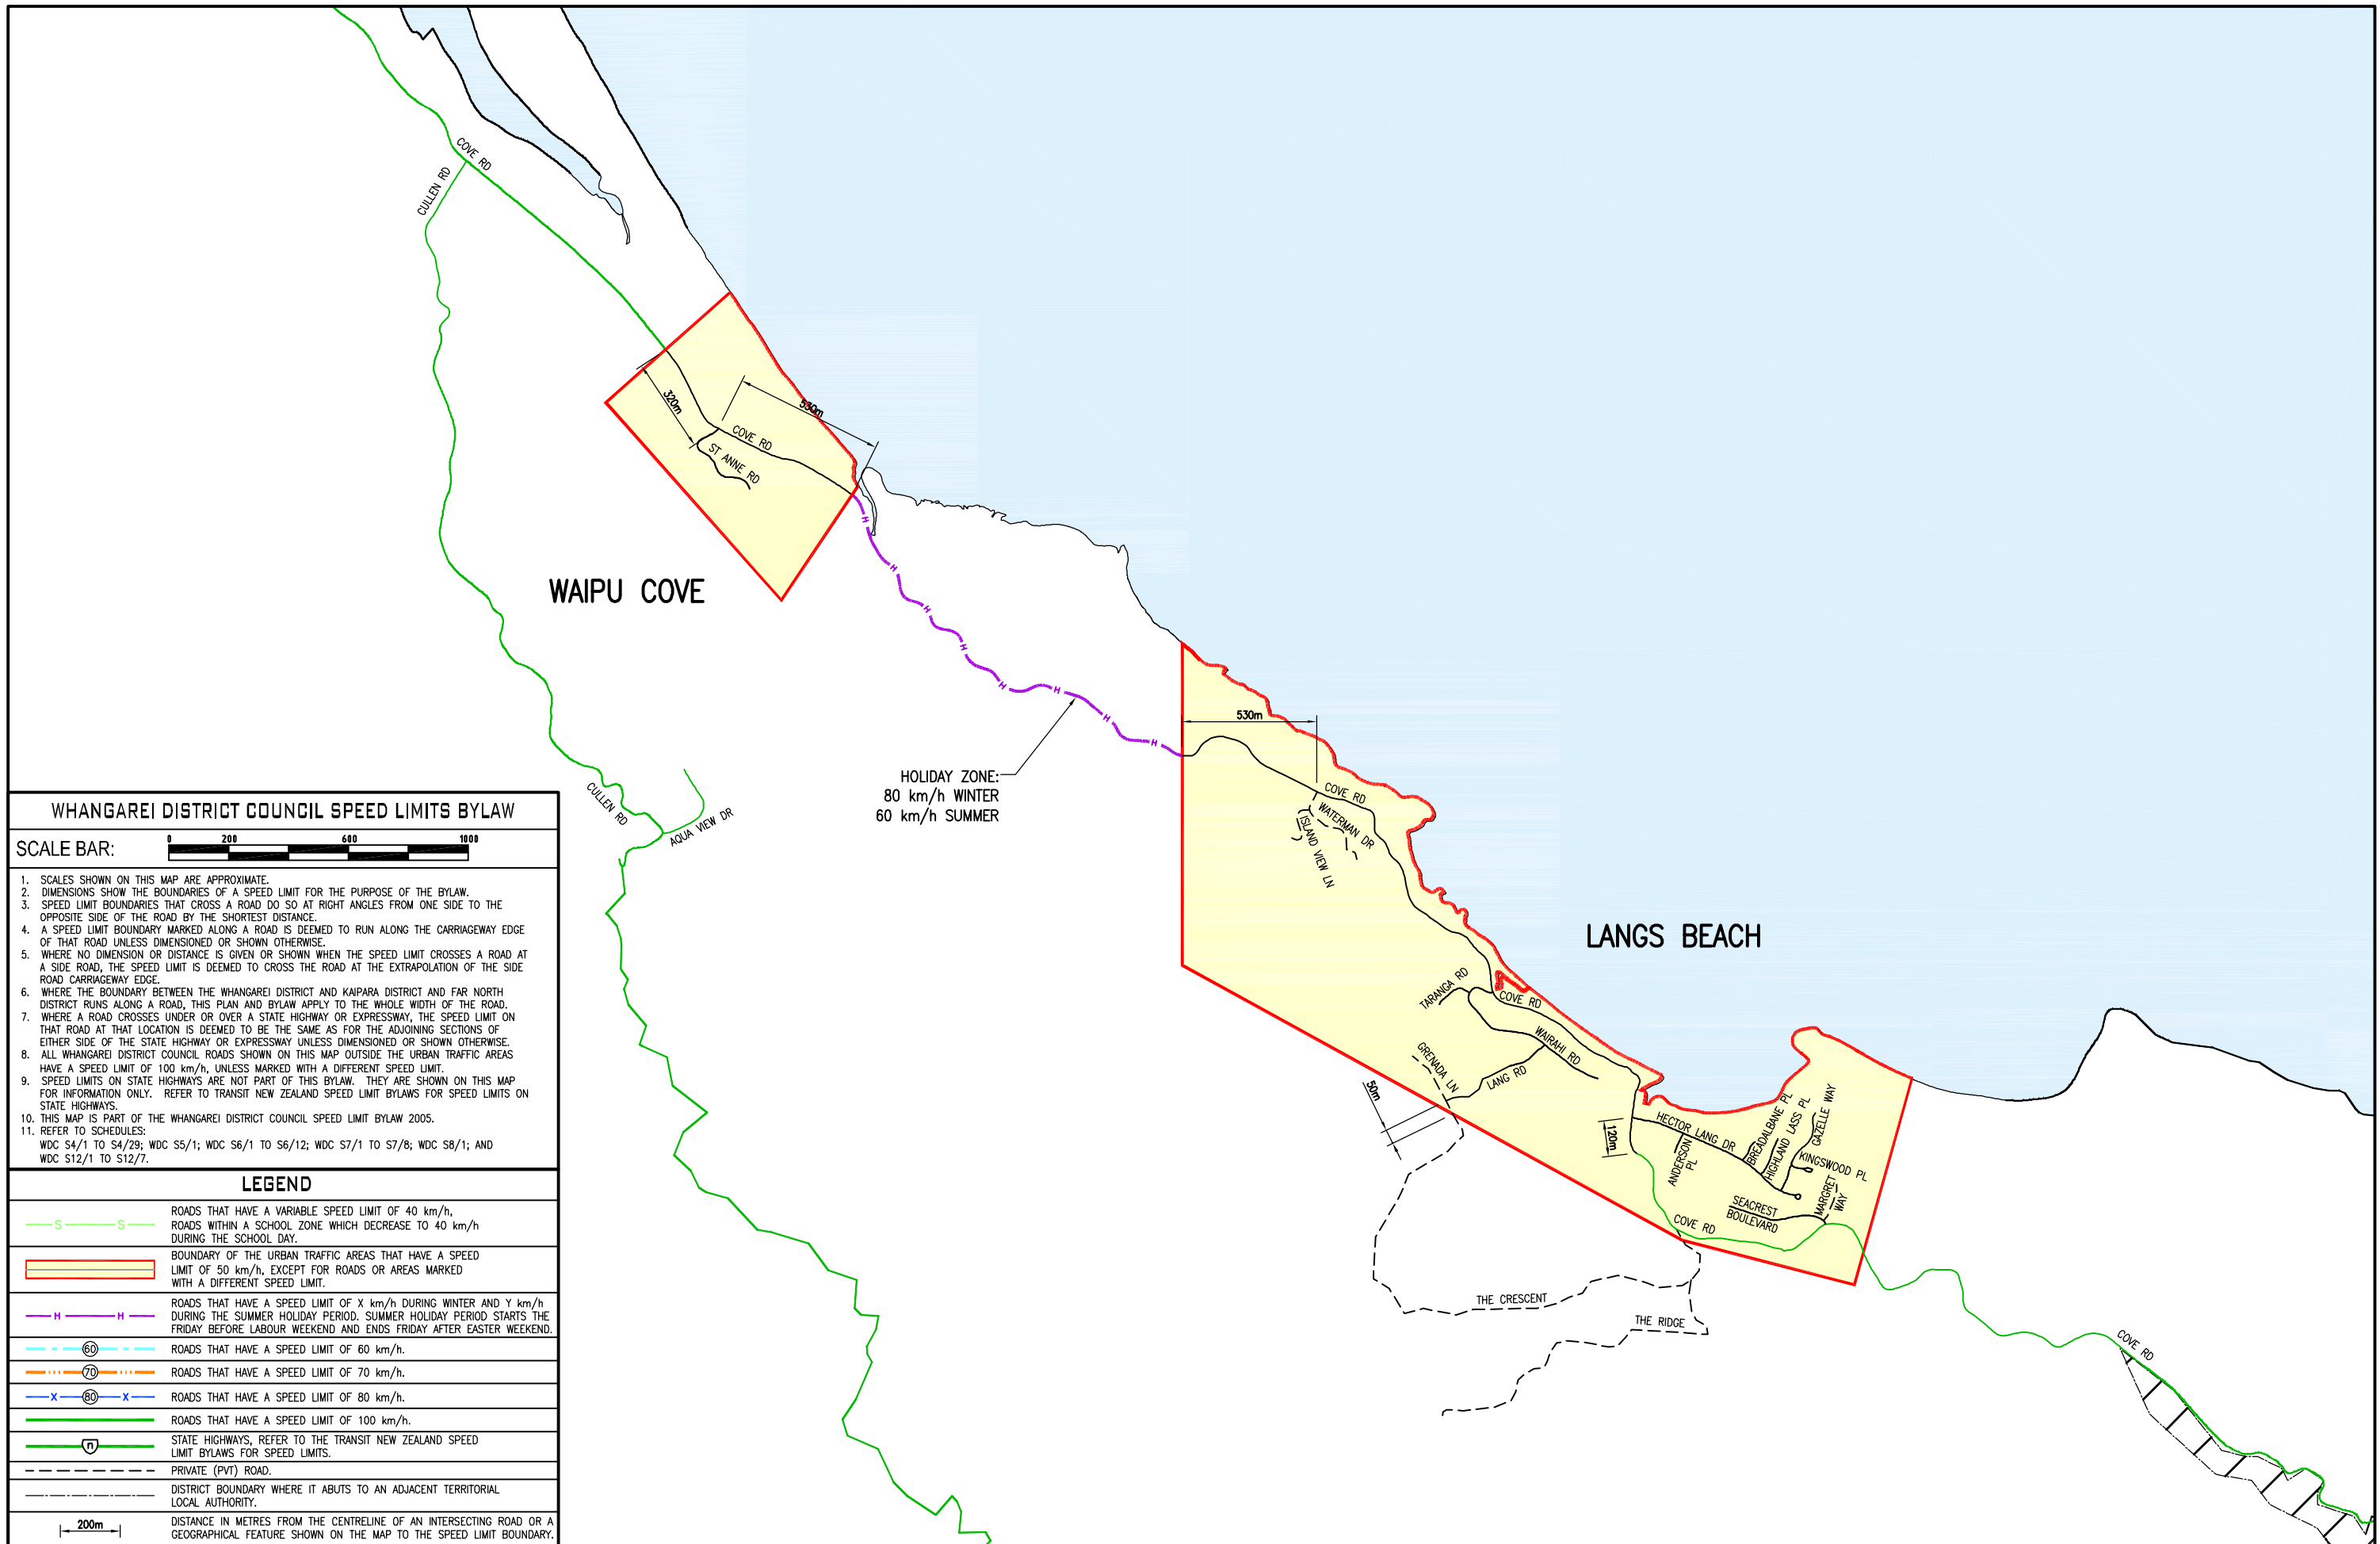 COVE RD
CULLEN RD
320m
530m
COVE RD
ST ANNE RD
WAIPU COVE
HOLIDAY ZONE:
80 km/h WINTER
60 km/h SUMMER
530m
COVE RD
WATERMAN DR
ISLAND VIEW LN
CULLEN RD
AQUA VIEW DR
LANGS BEACH
TARANGA RD
COVE RD
WAIRAHI RD
GRENADA LN
LANG RD
50m
120m
HECTOR LANG DR
ANDERSON
PL
BREADALBANE PL
HIGHLAND LASS PL
GAZELLE WAY
KINGSWOOD PL
MARGRET
WAY
SEACREST
BOULEVARD
COVE RD
THE CRESCENT
THE RIDGE
COVE RD
H
H
H
H
H
H
H
H
WHANGAREI DISTRICT COUNCIL SPEED LIMITS BYLAW
SCALE BAR:
0 200 600 1000
1. SCALES SHOWN ON THIS MAP ARE APPROXIMATE.
2. DIMENSIONS SHOW THE BOUNDARIES OF A SPEED LIMIT FOR THE PURPOSE OF THE BYLAW.
3. SPEED LIMIT BOUNDARIES THAT CROSS A ROAD DO SO AT RIGHT ANGLES FROM ONE SIDE TO THE
OPPOSITE SIDE OF THE ROAD BY THE SHORTEST DISTANCE.
4. A SPEED LIMIT BOUNDARY MARKED ALONG A ROAD IS DEEMED TO RUN ALONG THE CARRIAGEWAY EDGE
OF THAT ROAD UNLESS DIMENSIONED OR SHOWN OTHERWISE.
5. WHERE NO DIMENSION OR DISTANCE IS GIVEN OR SHOWN WHEN THE SPEED LIMIT CROSSES A ROAD AT
A SIDE ROAD, THE SPEED LIMIT IS DEEMED TO CROSS THE ROAD AT THE EXTRAPOLATION OF THE SIDE
ROAD CARRIAGEWAY EDGE.
6. WHERE THE BOUNDARY BETWEEN THE WHANGAREI DISTRICT AND KAIPARA DISTRICT AND FAR NORTH
DISTRICT RUNS ALONG A ROAD, THIS PLAN AND BYLAW APPLY TO THE WHOLE WIDTH OF THE ROAD.
7. WHERE A ROAD CROSSES UNDER OR OVER A STATE HIGHWAY OR EXPRESSWAY, THE SPEED LIMIT ON
THAT ROAD AT THAT LOCATION IS DEEMED TO BE THE SAME AS FOR THE ADJOINING SECTIONS OF
EITHER SIDE OF THE STATE HIGHWAY OR EXPRESSWAY UNLESS DIMENSIONED OR SHOWN OTHERWISE.
8. ALL WHANGAREI DISTRICT COUNCIL ROADS SHOWN ON THIS MAP OUTSIDE THE URBAN TRAFFIC AREAS
HAVE A SPEED LIMIT OF 100 km/h, UNLESS MARKED WITH A DIFFERENT SPEED LIMIT.
9. SPEED LIMITS ON STATE HIGHWAYS ARE NOT PART OF THIS BYLAW. THEY ARE SHOWN ON THIS MAP
FOR INFORMATION ONLY. REFER TO TRANSIT NEW ZEALAND SPEED LIMIT BYLAWS FOR SPEED LIMITS ON
STATE HIGHWAYS.
10. THIS MAP IS PART OF THE WHANGAREI DISTRICT COUNCIL SPEED LIMIT BYLAW 2005.
11. REFER TO SCHEDULES:
WDC S4/1 TO S4/29; WDC S5/1; WDC S6/1 TO S6/12; WDC S7/1 TO S7/8; WDC S8/1; AND
WDC S12/1 TO S12/7.
LEGEND
S S
ROADS THAT HAVE A VARIABLE SPEED LIMIT OF 40 km/h,
ROADS WITHIN A SCHOOL ZONE WHICH DECREASE TO 40 km/h
DURING THE SCHOOL DAY.
BOUNDARY OF THE URBAN TRAFFIC AREAS THAT HAVE A SPEED
LIMIT OF 50 km/h, EXCEPT FOR ROADS OR AREAS MARKED
WITH A DIFFERENT SPEED LIMIT.
H H
ROADS THAT HAVE A SPEED LIMIT OF X km/h DURING WINTER AND Y km/h
DURING THE SUMMER HOLIDAY PERIOD. SUMMER HOLIDAY PERIOD STARTS THE
FRIDAY BEFORE LABOUR WEEKEND AND ENDS FRIDAY AFTER EASTER WEEKEND.
60 ROADS THAT HAVE A SPEED LIMIT OF 60 km/h.
70 ROADS THAT HAVE A SPEED LIMIT OF 70 km/h.
X 80 X ROADS THAT HAVE A SPEED LIMIT OF 80 km/h.
ROADS THAT HAVE A SPEED LIMIT OF 100 km/h.
n STATE HIGHWAYS, REFER TO THE TRANSIT NEW ZEALAND SPEED
LIMIT BYLAWS FOR SPEED LIMITS.
PRIVATE (PVT) ROAD.
DISTRICT BOUNDARY WHERE IT ABUTS TO AN ADJACENT TERRITORIAL
LOCAL AUTHORITY.
200m DISTANCE IN METRES FROM THE CENTRELINE OF AN INTERSECTING ROAD OR A
GEOGRAPHICAL FEATURE SHOWN ON THE MAP TO THE SPEED LIMIT BOUNDARY.